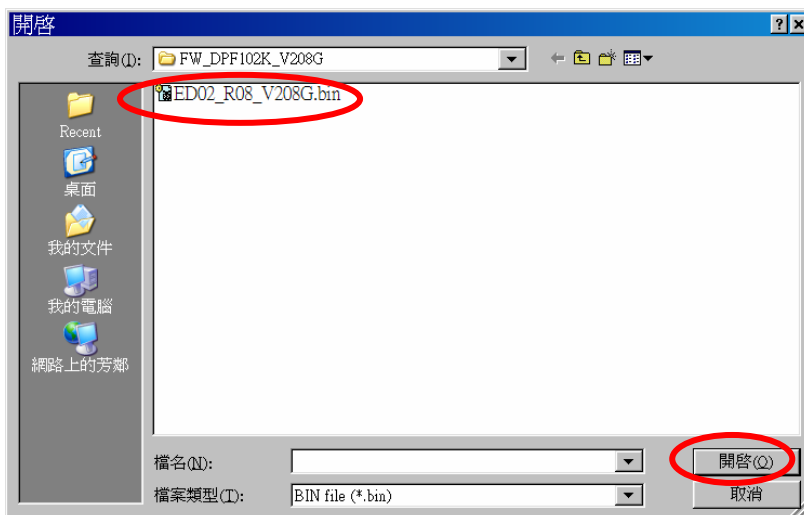 開啓
查詢(I): FW_DPF102K_V208G
ED02_R08_V208G.bin
Recent
桌面
我的文件
我的電腦
網路上的芳鄰
檔名(N): 開啓(O)
檔案類型(T): BIN file (*.bin) 取消